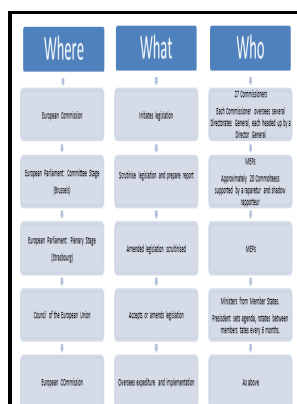 Where
What
Who
European Commission
Initiates legislation
27 Commissioners
Each Commissioner oversees several
Directorates General, each headed up by a
Director General
European Parliament: Committee Stage
(Brussels)
Scrutinise legislation and prepare report
MEPs
Approximately 20 Committees
supported by a raparetur and shadow
rapporteur
European Parliament: Plenary Stage
(Strasbourg)
Amended legislation scrutinised
MEPs
Council of the European Union
Accepts or amends legislation
Ministers from Member States.
President sets agenda, rotates between
members tates every 6 months.
European COmmission
Oversees expediture and implementation
As above